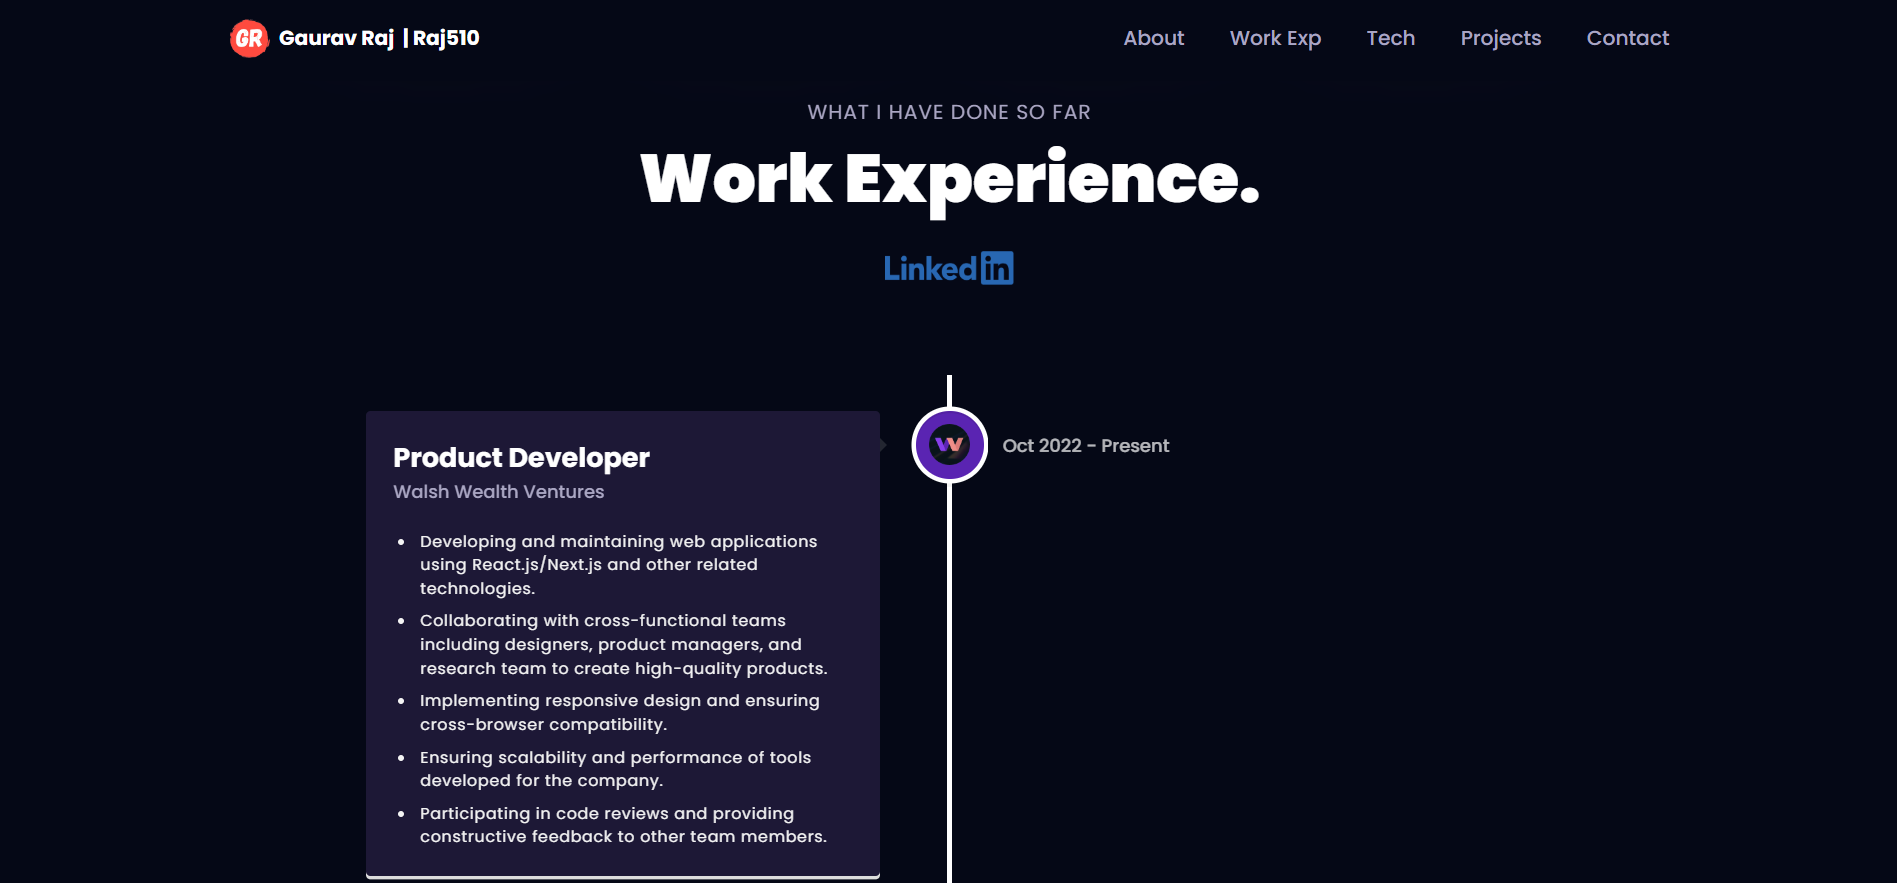 GR Gaurav Raj | Raj510
About Work Exp Tech Projects Contact
WHAT I HAVE DONE SO FAR
Work Experience.
Linkedin
Product Developer
Walsh Wealth Ventures
• Developing and maintaining web applications
using React.js/Next.js and other related
technologies.
• Collaborating with cross-functional teams
including designers, product managers, and
research team to create high-quality products.
• Implementing responsive design and ensuring
cross-browser compatibility.
• Ensuring scalability and performance of tools
developed for the company.
• Participating in code reviews and providing
constructive feedback to other team members.
W
Oct 2022 - Present